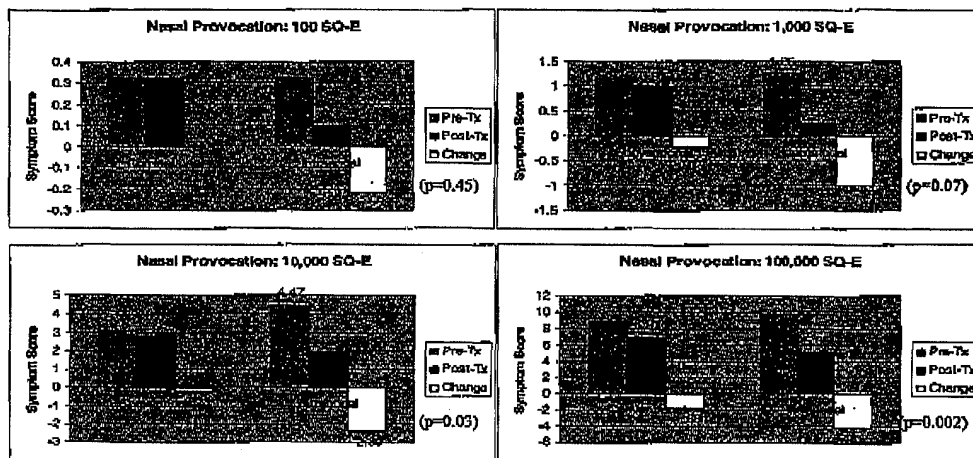 Nasal Provocation: 100 SQ-E
Symptom Score
0.4
0.3
0.2
0.1
0
-0.1
-0.2
-0.3
Pre-Tx
Post-Tx
Change
(p=0.45)
Nasal Provocation: 1,000 SQ-E
Symptom Score
1.5
1
0.5
0
-0.5
-1
-1.5
Pre-Tx
Post-Tx
Change
(p=0.07)
Nasal Provocation: 10,000 SQ-E
Symptom Score
5
4
3
2
1
0
-1
-2
-3
4.47
Pre-Tx
Post-Tx
Change
(p=0.03)
Nasal Provocation: 100,000 SQ-E
Symptom Score
12
10
8
6
4
2
0
-2
-4
-6
Pre-Tx
Post-Tx
Change
(p=0.002)